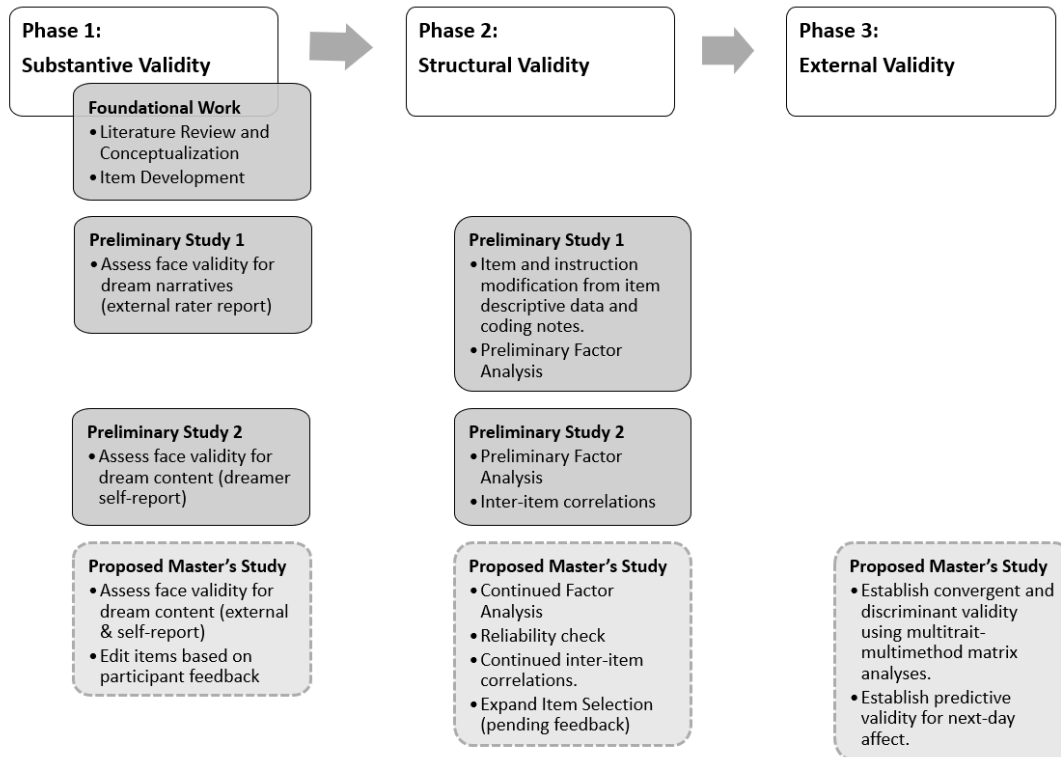 Phase 1:
Substantive Validity
Foundational Work
• Literature Review and
Conceptualization
• Item Development
Preliminary Study 1
• Assess face validity for
dream narratives
(external rater report)
Preliminary Study 2
• Assess face validity for
dream content (dreamer
self-report)
Proposed Master's Study
• Assess face validity for
dream content (external
& self-report)
• Edit items based on
participant feedback
Phase 2:
Structural Validity
Preliminary Study 1
• Item and instruction
modification from item
descriptive data and
coding notes.
• Preliminary Factor
Analysis
Preliminary Study 2
• Preliminary Factor
Analysis
• Inter-item correlations
Proposed Master's Study
• Continued Factor
Analysis
• Reliability check
• Continued inter-item
correlations.
• Expand Item Selection
(pending feedback)
Phase 3:
External Validity
Proposed Master's Study
• Establish convergent and
discriminant validity
using multitrait-
multimethod matrix
analyses.
• Establish predictive
validity for next-day
affect.